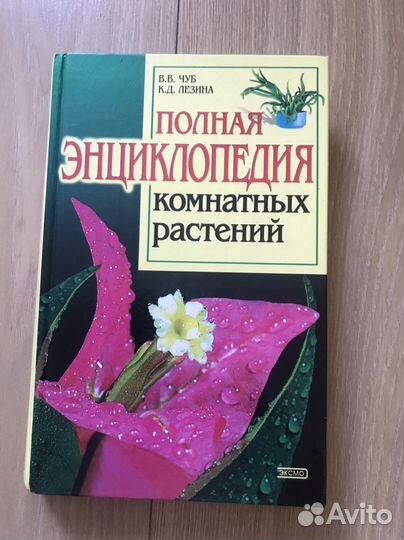 В.В. ЧУБ
К.Д. ЛЕЗИНА
ПОЛНАЯ
ЭНЦИКЛОПЕДИЯ
КОМНАТНЫХ
РАСТЕНИЙ
ЭКСМО
Avito